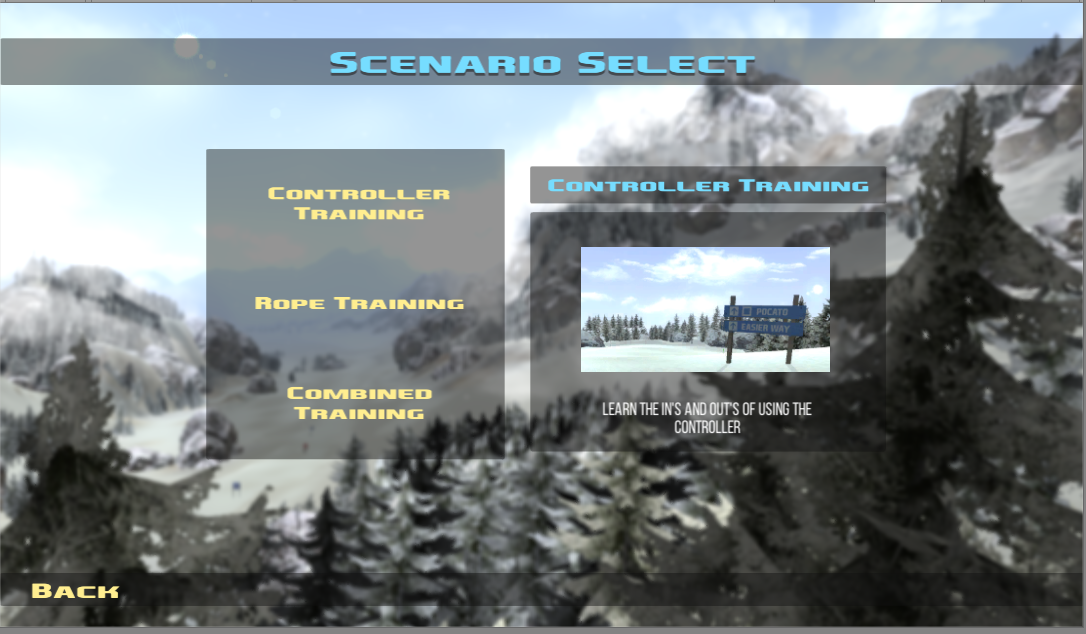 Scenario Select
Controller
Training
Rope Training
Combined
Training
Controller Training
POCATO
EASIER WAY
LEARN THE IN'S AND OUT'S OF USING THE
CONTROLLER
Back